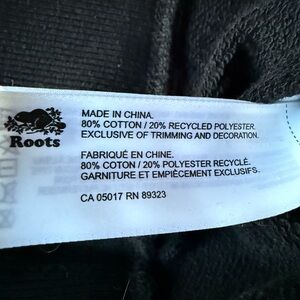 Roots
MADE IN CHINA.
80% COTTON / 20% RECYCLED POLYESTER.
EXCLUSIVE OF TRIMMING AND DECORATION.
FABRIQUÉ EN CHINE.
80% COTON / 20% POLYESTER RECYCLÉ.
GARNITURE ET EMPIÈCEMENT EXCLUSIFS.
CA 05017 RN 89323